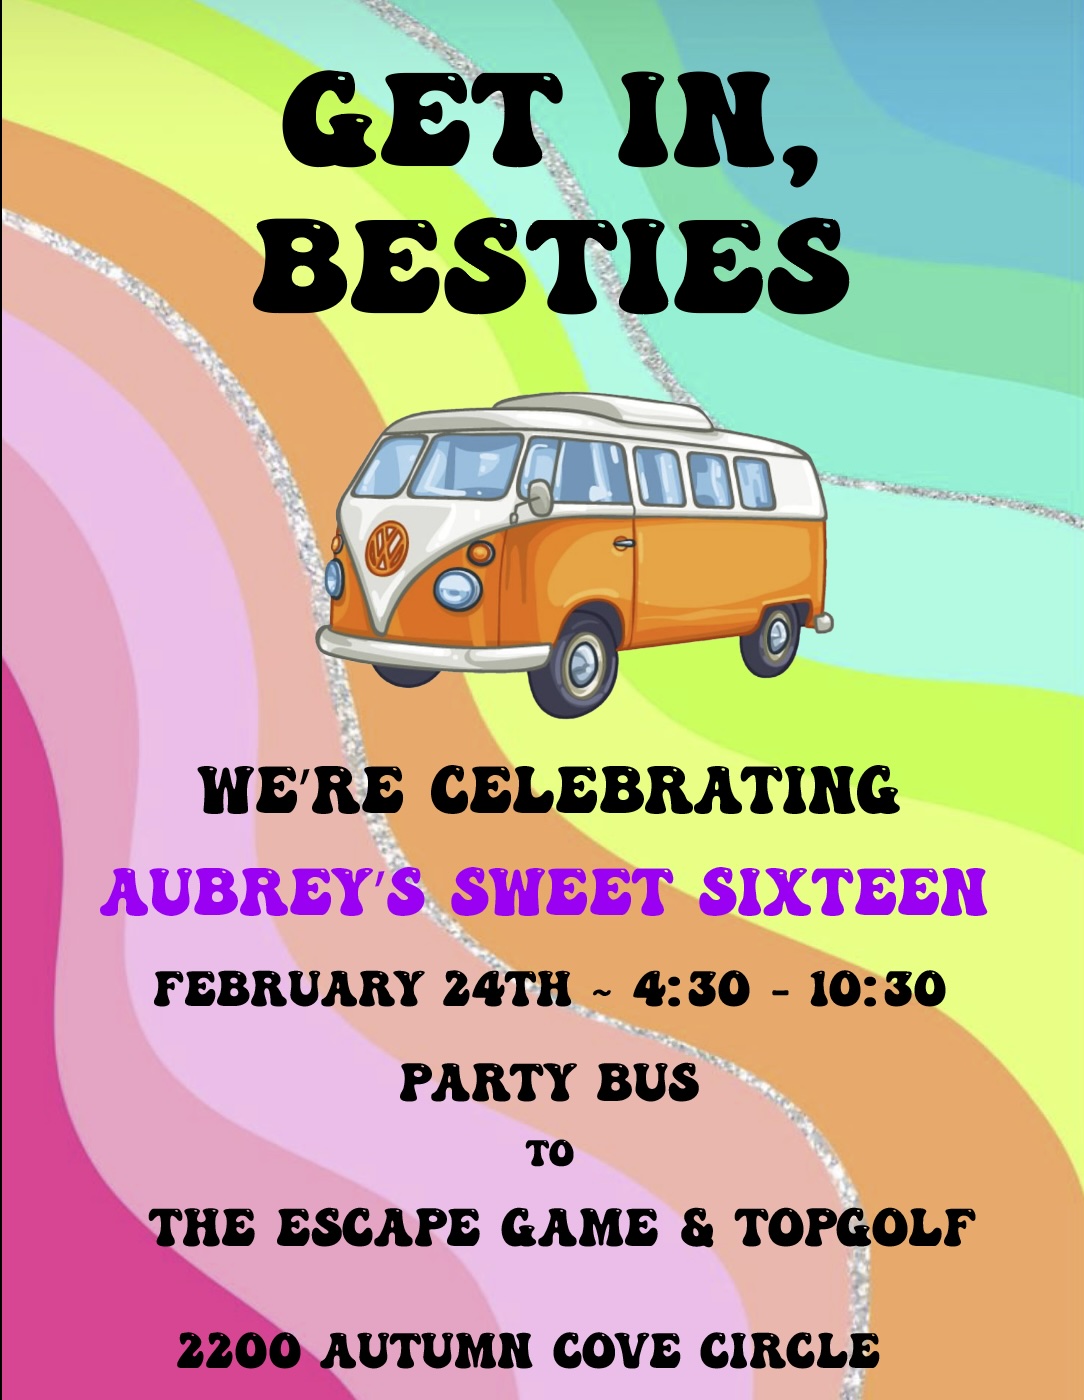 GET IN,
BESTIES
WE'RE CELEBRATING
AUBREY'S SWEET SIXTEEN
FEBRUARY 24TH ~ 4:30 - 10:30
PARTY BUS
TO
THE ESCAPE GAME & TOPGOLF
2200 AUTUMN COVE CIRCLE